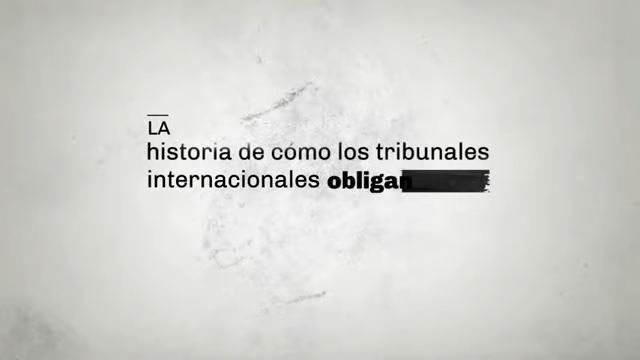 LA
historia de cómo los tribunales
internacionales obligan